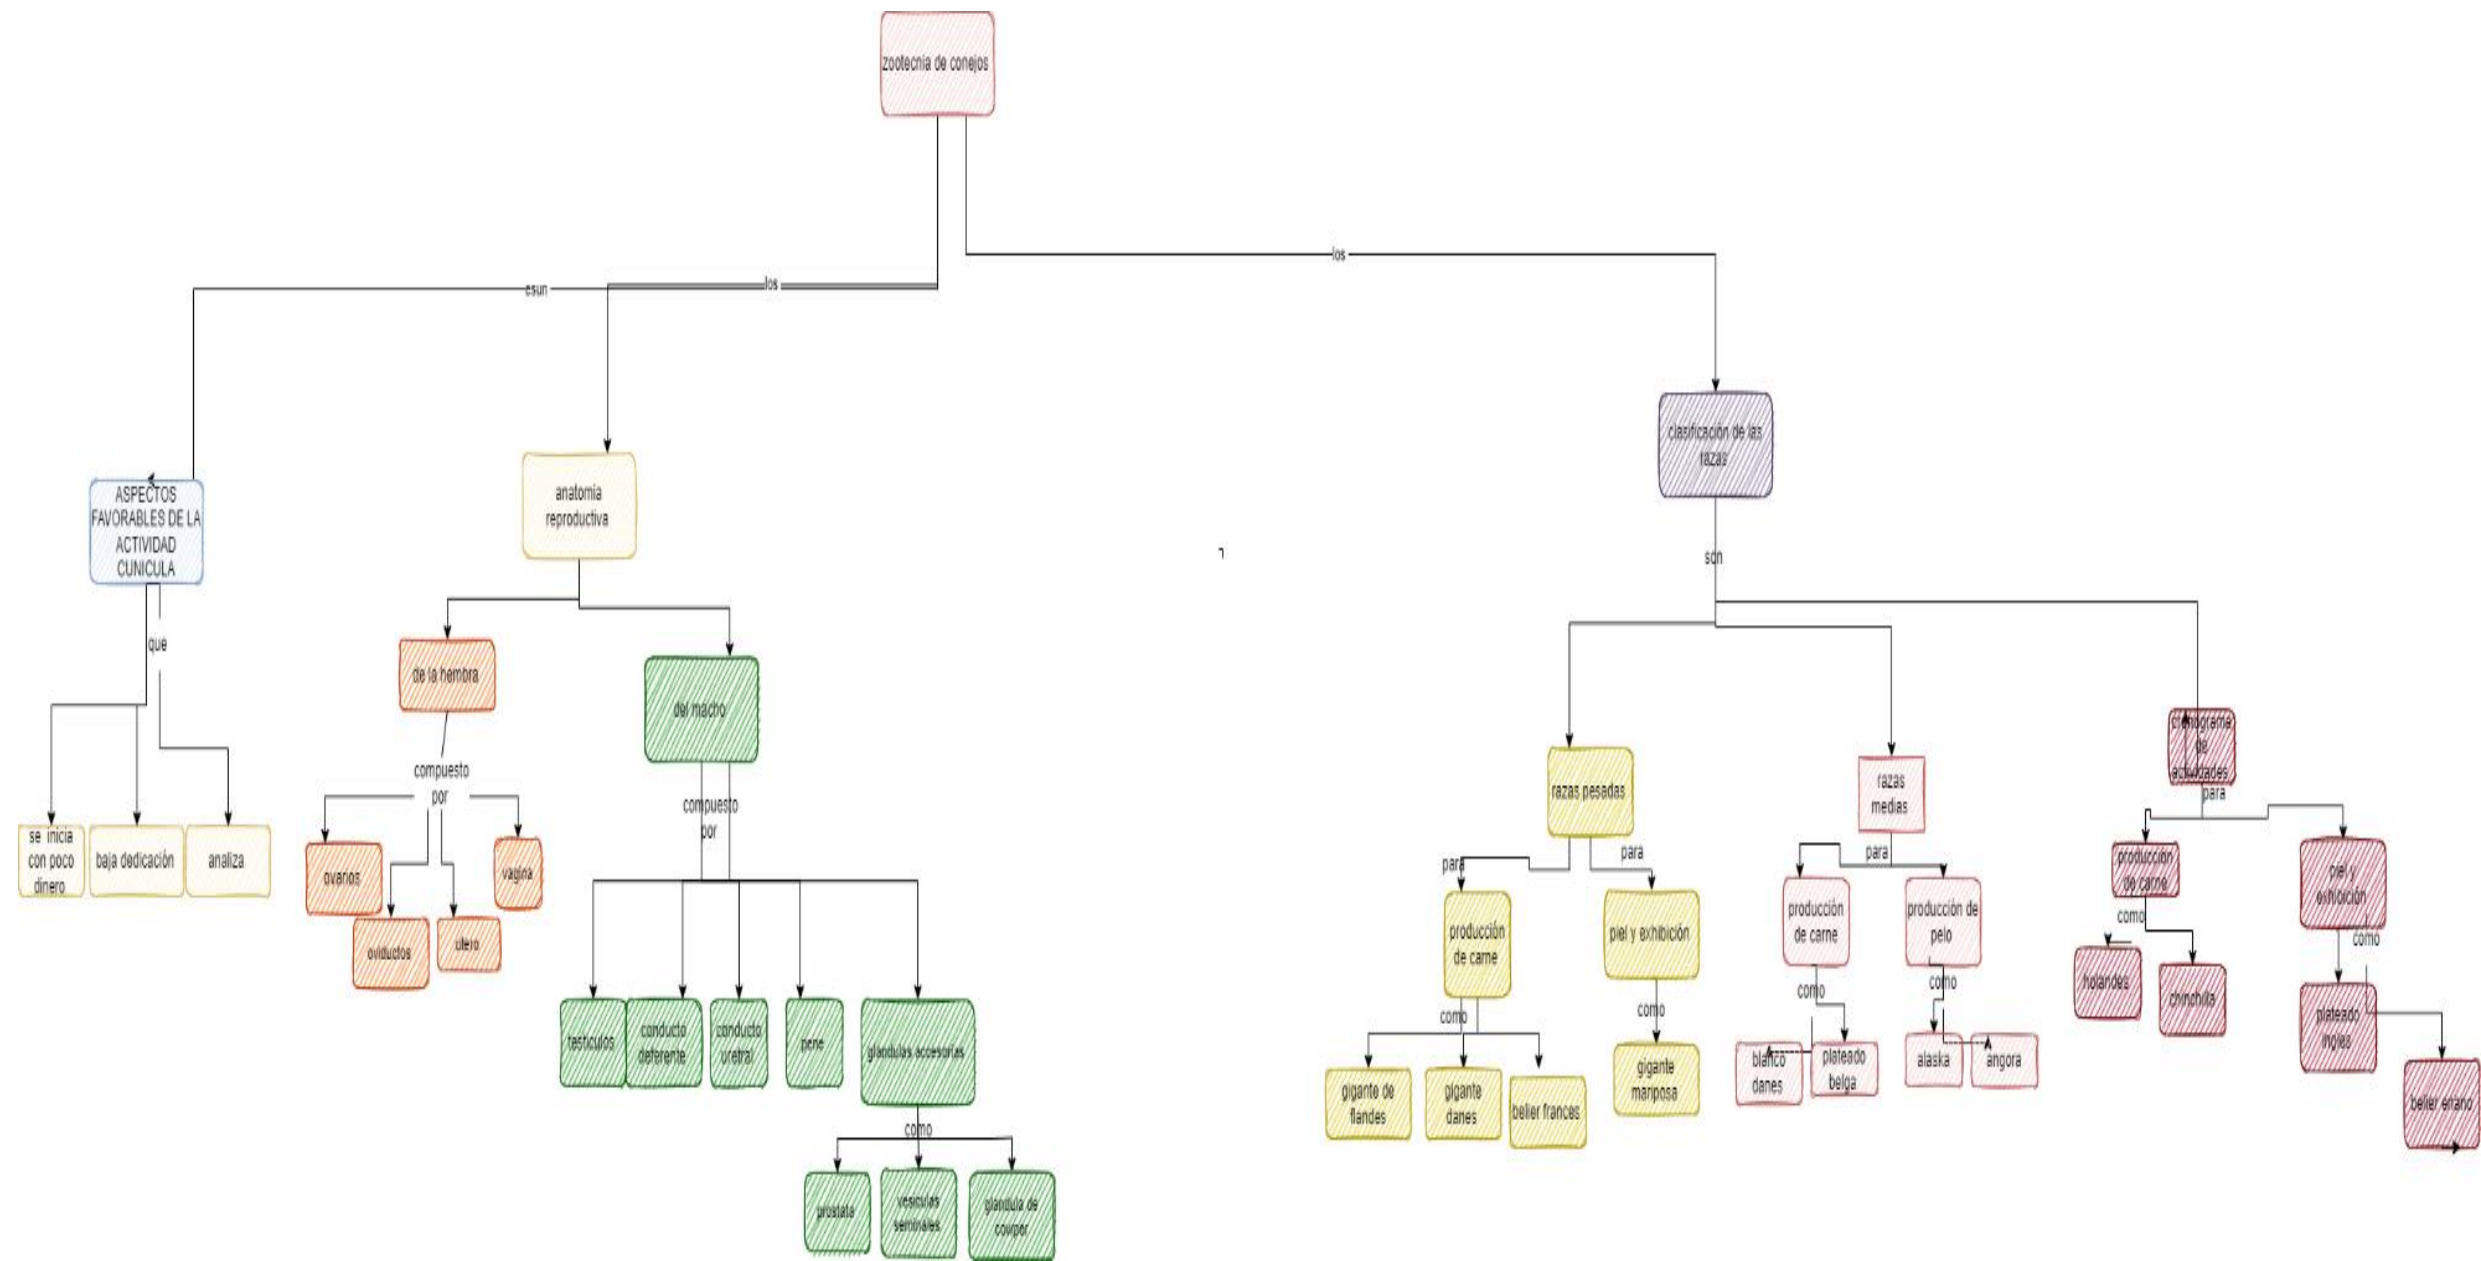 zootecnia de conejos
los
los
esun
clasificación de las
razas
anatomia
reproductiva
ASPECTOS
FAVORABLES DE LA
ACTIVIDAD
CUNICULA
son
que
de la hembra
del macho
compuesto
por
compuesto
por
se inicia
con poco
dinero
baja dedicación
analiza
ovarios
oviductos
utero
vagina
testiculos
conducto
deferente
conducto
uretral
pene
glandulas accesorias
como
prostata
vesiculas
seminales
glandula de
cowper
razas pesadas
razas
medias
cronograma
de
actividades
para
para
para
para
producción
de carne
piel y exhibición
producción
de carne
producción de
pelo
producción
de carne
piel y
exhibición
como
como
como
como
como
como
gigante de
flandes
gigante
danes
belier frances
gigante
mariposa
blanco
danes
plateado
belga
alaska
angora
holandes
chinchilla
plateado
ingles
belier enano